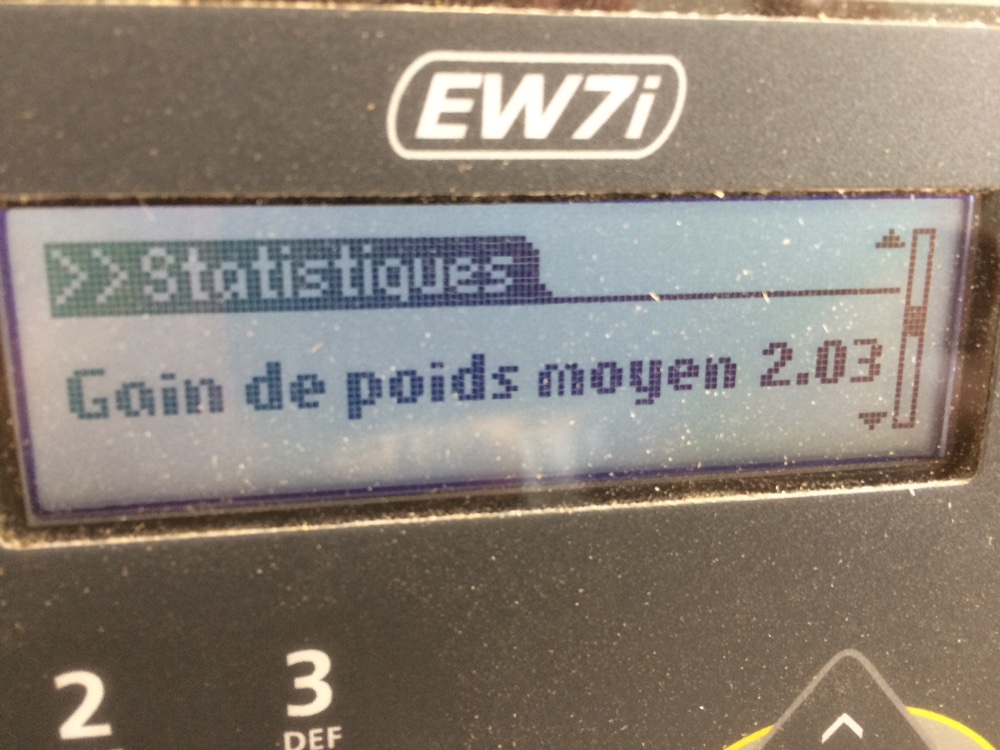 EW7i
>>Statistiques
Gain de poids moyen 2.03
2 3
DEF